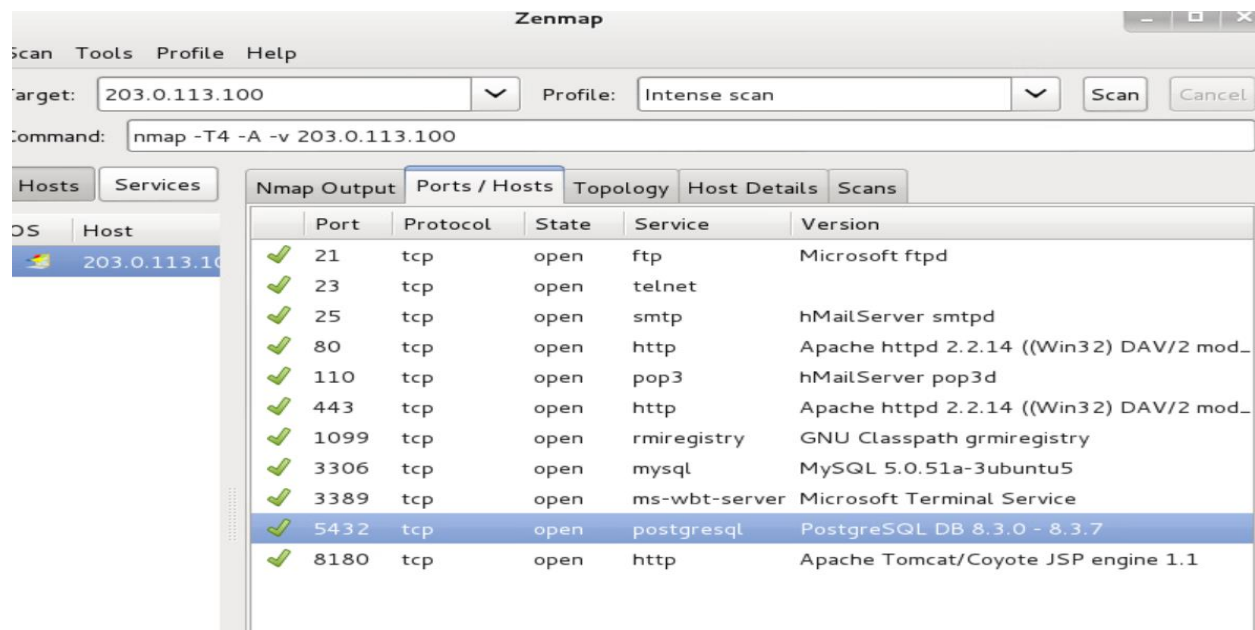 Zenmap
Scan Tools Profile Help
Target: 203.0.113.100 Profile: Intense scan Scan Cancel
Command: nmap -T4 -A -v 203.0.113.100
Hosts Services Nmap Output Ports / Hosts Topology Host Details Scans
OS Host Port Protocol State Service Version
203.0.113.10 21 tcp open ftp Microsoft ftpd
23 tcp open telnet
25 tcp open smtp hMailServer smtpd
80 tcp open http Apache httpd 2.2.14 ((Win32) DAV/2 mod_
110 tcp open pop3 hMailServer pop3d
443 tcp open http Apache httpd 2.2.14 ((Win32) DAV/2 mod_
1099 tcp open rmiregistry GNU Classpath grmiregistry
3306 tcp open mysql MySQL 5.0.51a-3ubuntu5
3389 tcp open ms-wbt-server Microsoft Terminal Service
5432 tcp open postgresql PostgreSQL DB 8.3.0 - 8.3.7
8180 tcp open http Apache Tomcat/Coyote JSP engine 1.1